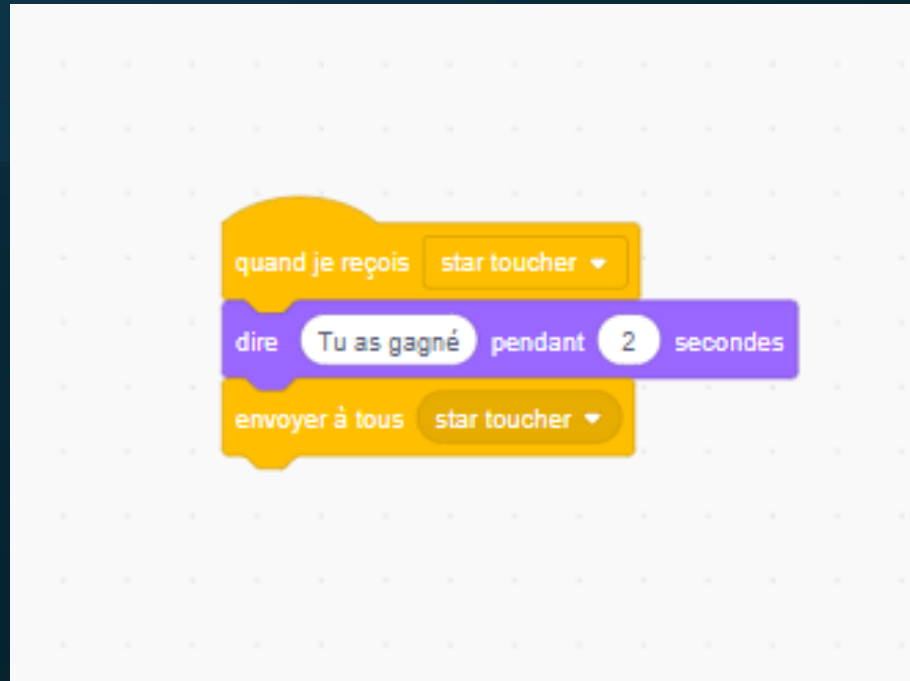 quand je reçois star toucher
dire Tu as gagné pendant 2 secondes
envoyer à tous star toucher